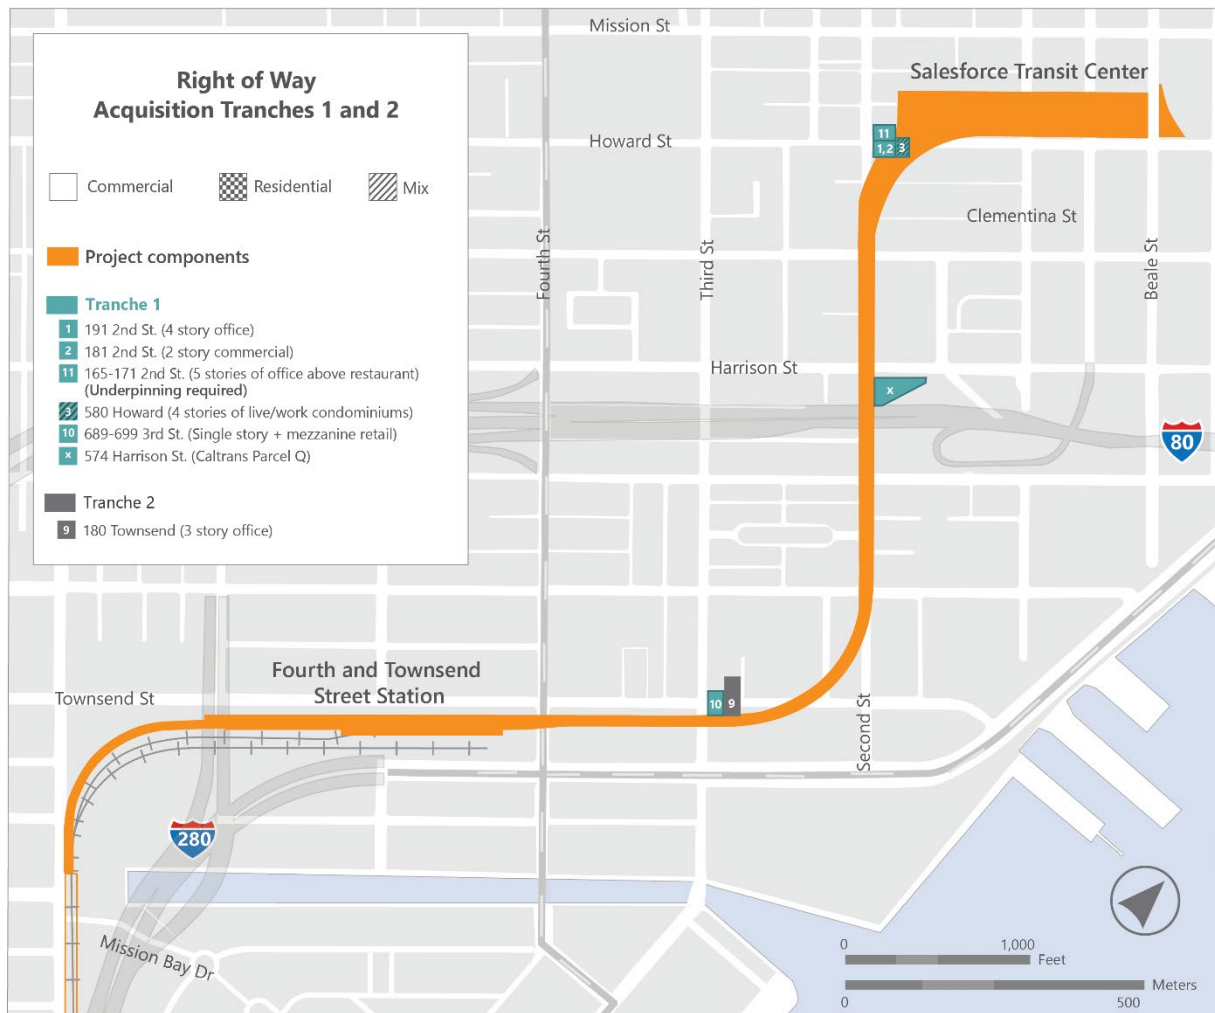 Right of Way
Acquisition Tranches 1 and 2
Commercial
Residential
Mix
Project components
Tranche 1
1 191 2nd St. (4 story office)
2 181 2nd St. (2 story commercial)
11 165-171 2nd St. (5 stories of office above restaurant)
(Underpinning required)
3 580 Howard (4 stories of live/work condominiums)
10 689-699 3rd St. (Single story + mezzanine retail)
x 574 Harrison St. (Caltrans Parcel Q)
Tranche 2
9 180 Townsend (3 story office)
Mission St
Salesforce Transit Center
Howard St
11
1,2
3
Clementina St
Fourth St
Third St
Beale St
Harrison St
x
80
Fourth and Townsend
Street Station
Townsend St
10
9
Second St
280
Mission Bay Dr
0
1,000
Feet
Meters
0
500